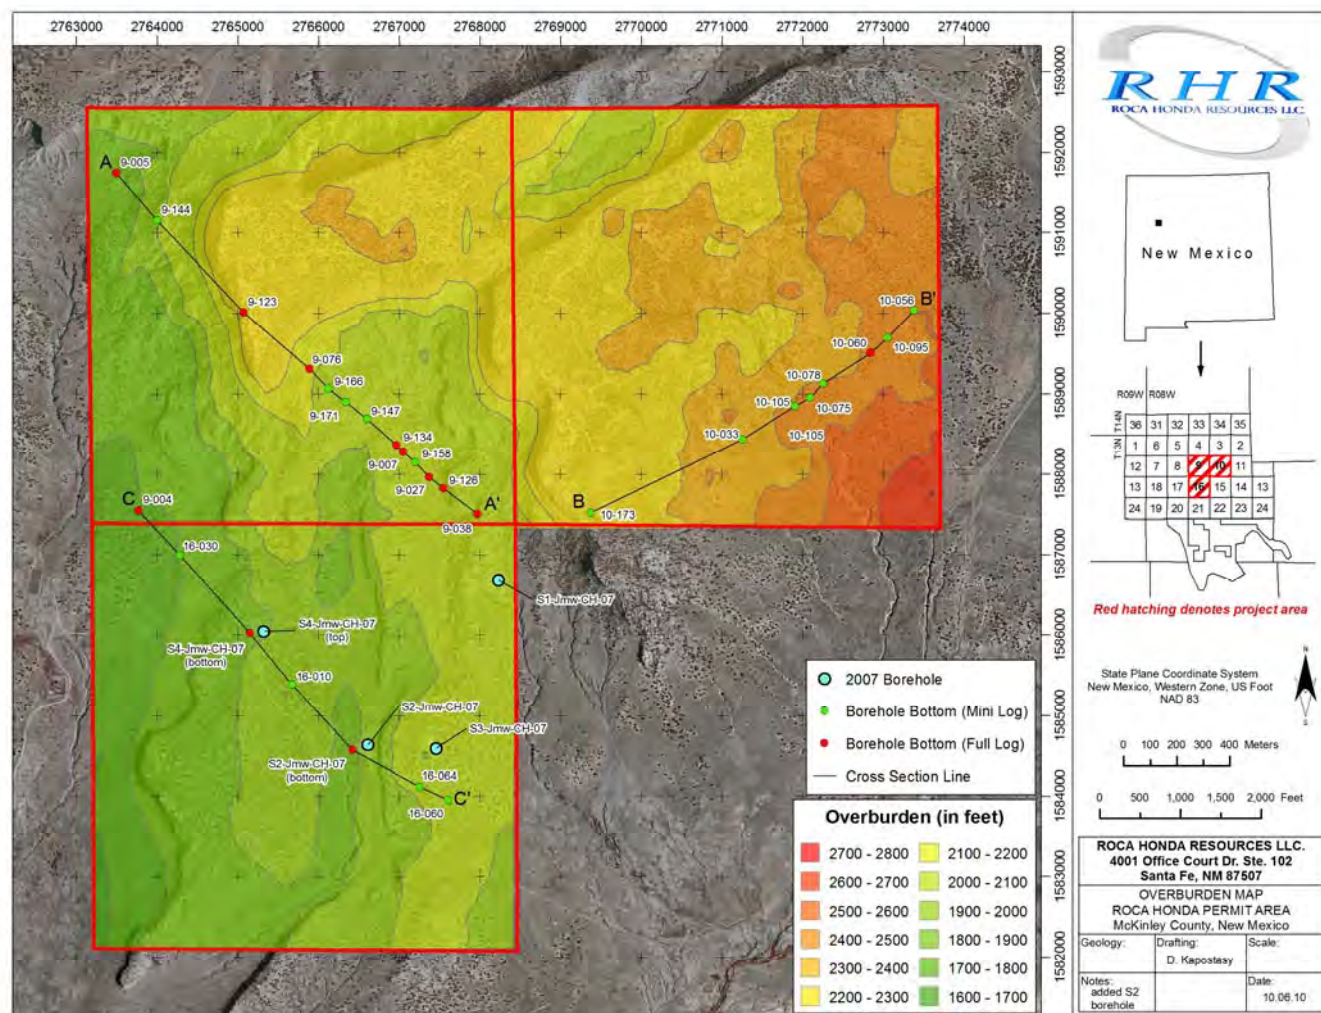 2763000 2764000 2765000 2766000 2767000 2768000 2769000 2770000 2771000 2772000 2773000 2774000
1593000
1592000
1591000
1590000
1589000
1588000
1587000
1586000
1585000
1584000
1583000
1582000
A
9-005
9-144
9-123
9-076
9-166
9-171
9-147
9-134
9-007
9-158
9-027
9-126
A'
9-038
B'
10-056
10-060
10-095
10-078
10-105
10-075
10-105
10-033
B
10-173
C
9-004
16-030
S4-Jmw-CH-07
(top)
S4-Jmw-CH-07
(bottom)
S1-Jmw-CH-07
16-010
S2-Jmw-CH-07
S3-Jmw-CH-07
S2-Jmw-CH-07
(bottom)
16-064
C'
16-060
2007 Borehole
Borehole Bottom (Mini Log)
Borehole Bottom (Full Log)
Cross Section Line
Overburden (in feet)
2700 - 2800 2100 - 2200
2600 - 2700 2000 - 2100
2500 - 2600 1900 - 2000
2400 - 2500 1800 - 1900
2300 - 2400 1700 - 1800
2200 - 2300 1600 - 1700
RHR
ROCA HONDA RESOURCES LLC.
New Mexico
R09W R08W
T14N
T13N
36 31 32 33 34 35
1 6 5 4 3 2
12 7 8 9 10 11
13 18 17 16 15 14 13
24 19 20 21 22 23 24
Red hatching denotes project area
State Plane Coordinate System
New Mexico, Western Zone, US Foot
NAD 83
N
S
0 100 200 300 400 Meters
0 500 1,000 1,500 2,000 Feet
ROCA HONDA RESOURCES LLC.
4001 Office Court Dr. Ste. 102
Santa Fe, NM 87507
OVERBURDEN MAP
ROCA HONDA PERMIT AREA
McKinley County, New Mexico
Geology: Drafting: Scale:
D. Kapostasy
Notes: Date:
added S2
borehole
10.06.10